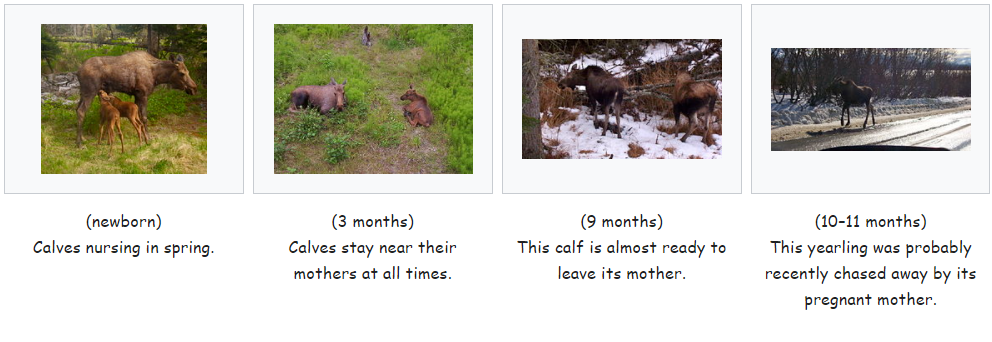 (newborn)
Calves nursing in spring.
(3 months)
Calves stay near their
mothers at all times.
(9 months)
This calf is almost ready to
leave its mother.
(10–11 months)
This yearling was probably
recently chased away by its
pregnant mother.